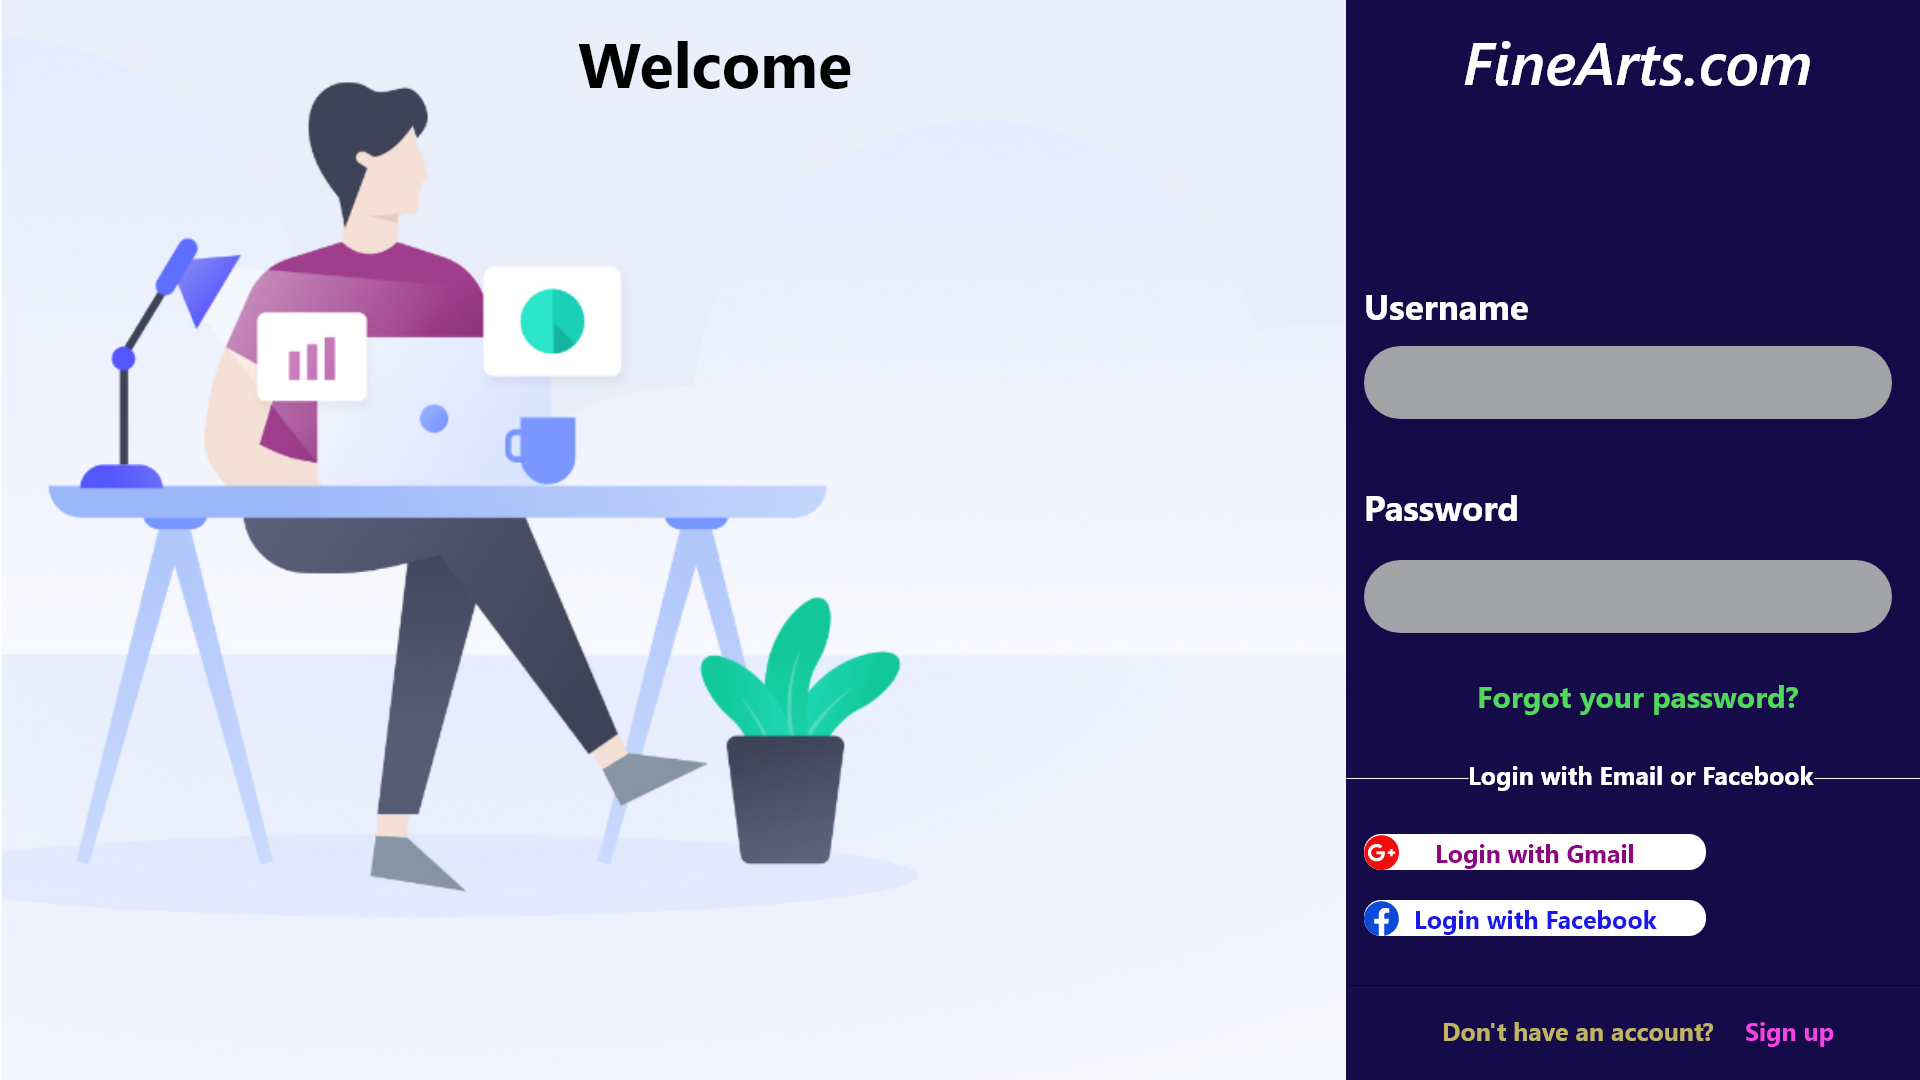 Welcome
FineArts.com
Username
Password
Forgot your password?
Login with Email or Facebook
G+ Login with Gmail
Login with Facebook
Don't have an account? Sign up